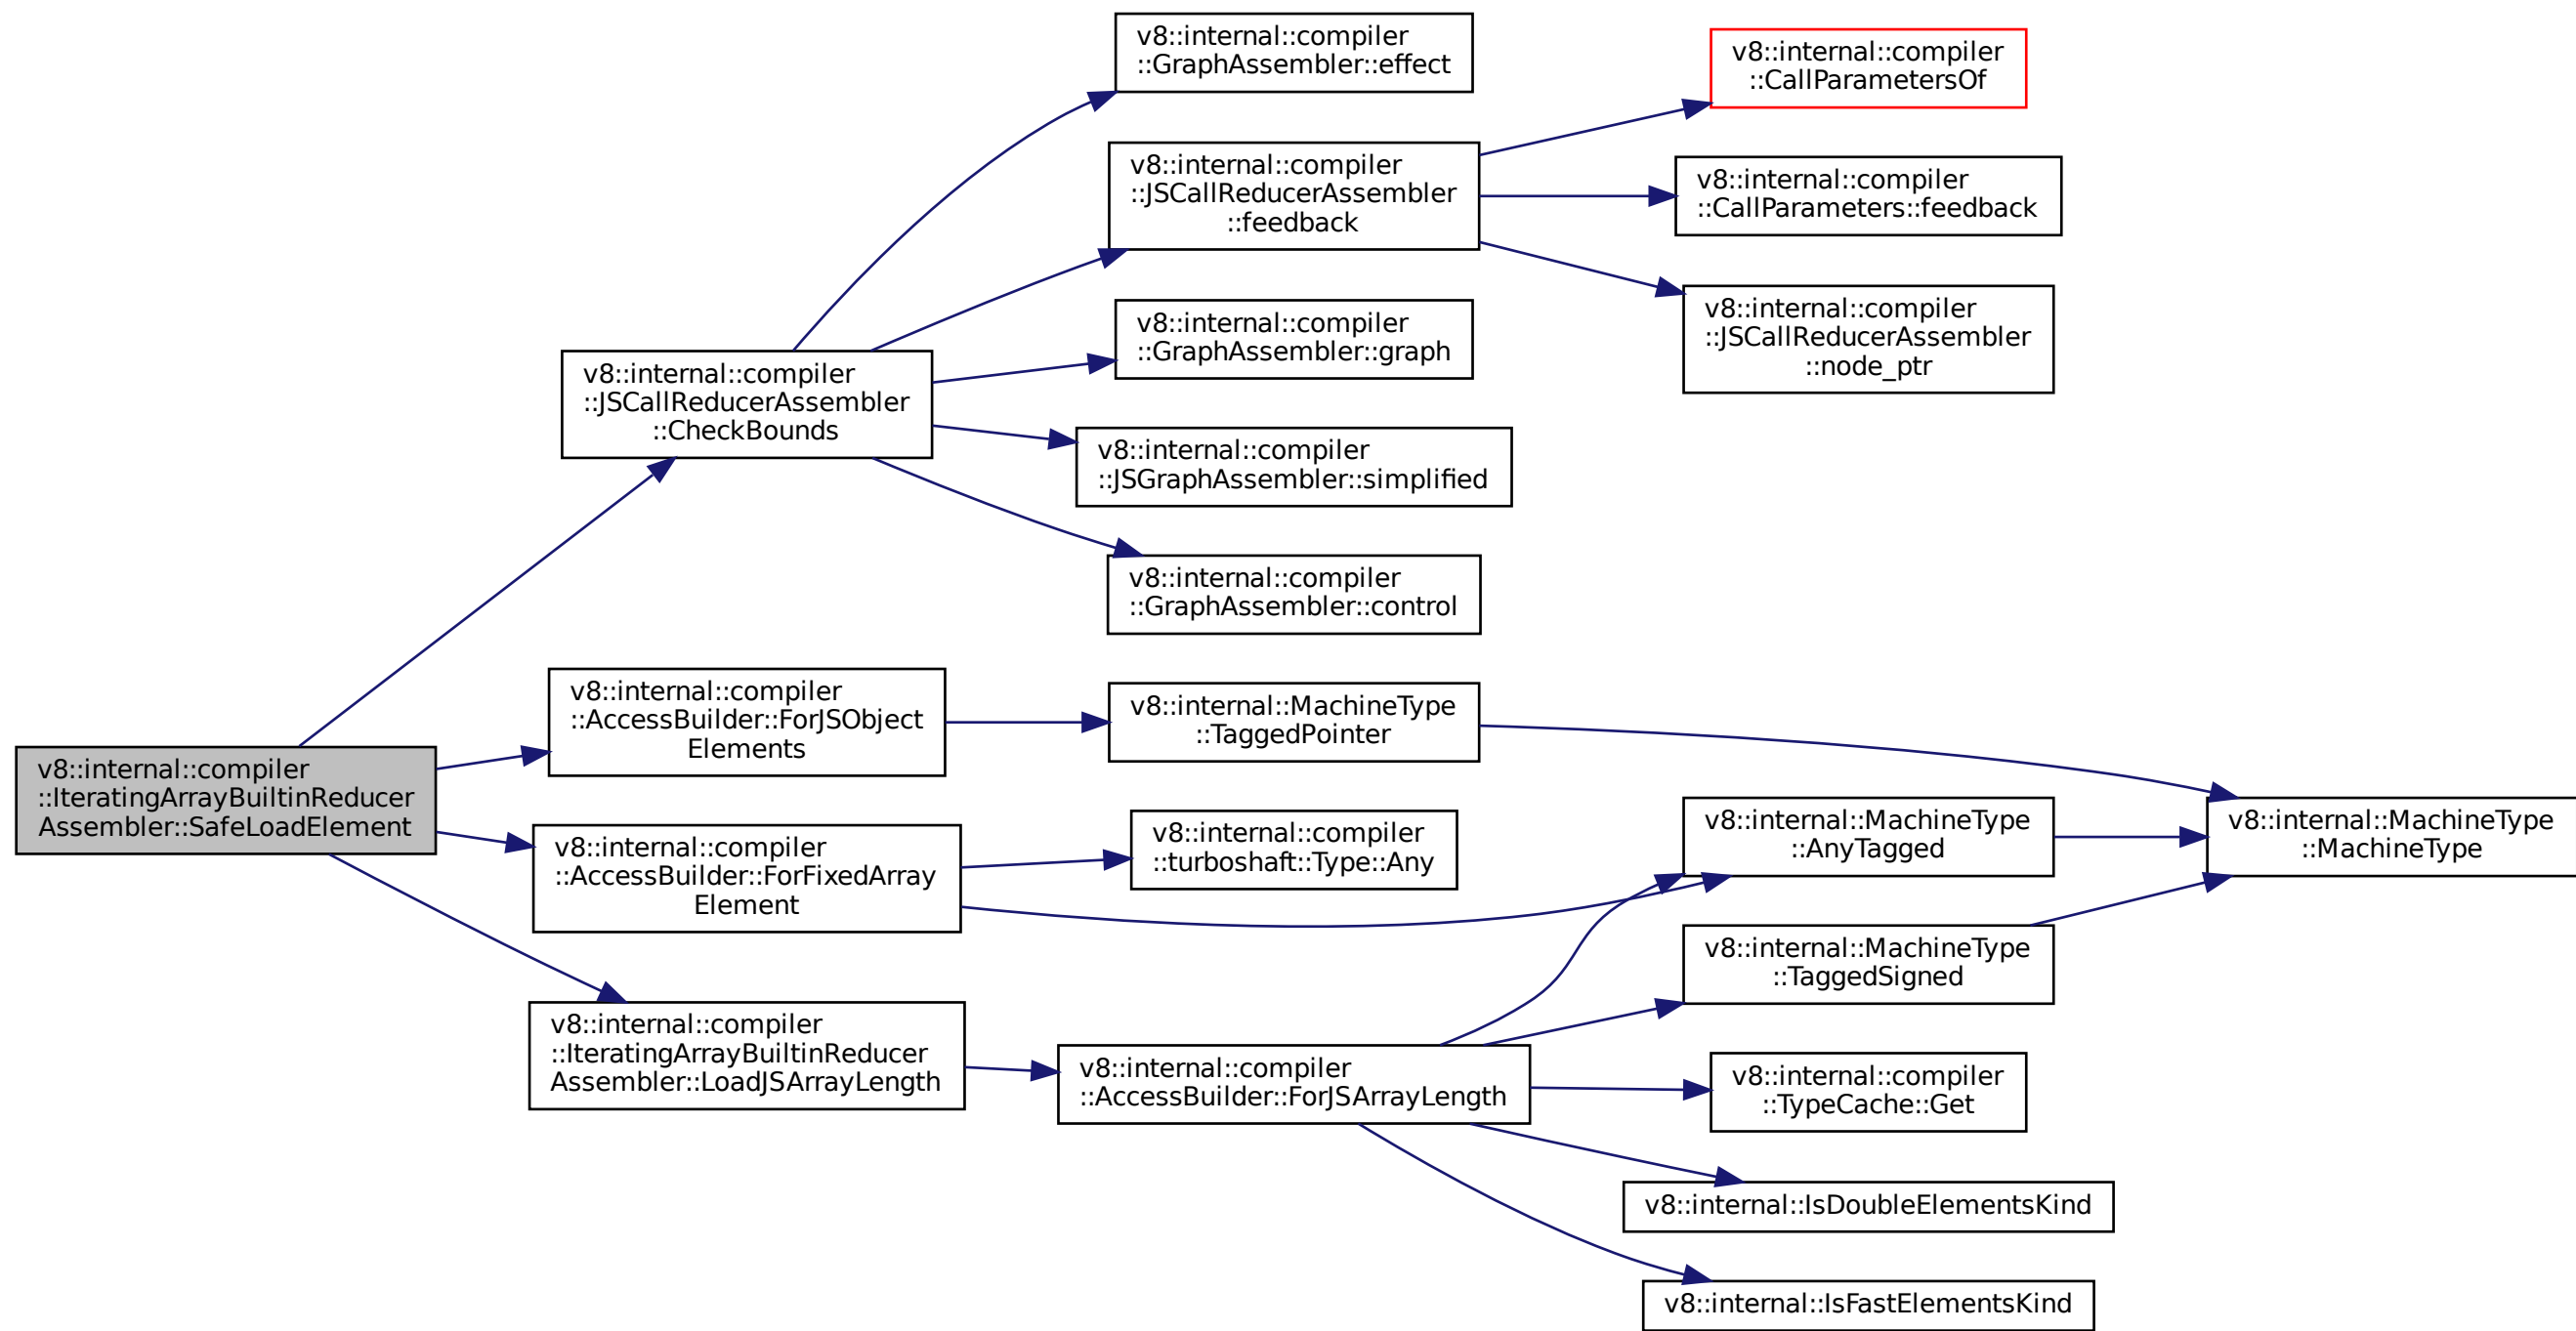 v8::internal::compiler
::GraphAssembler::effect
v8::internal::compiler
::CallParametersOf
v8::internal::compiler
::JSCallReducerAssembler
::feedback
v8::internal::compiler
::CallParameters::feedback
v8::internal::compiler
::GraphAssembler::graph
v8::internal::compiler
::JSCallReducerAssembler
::node_ptr
v8::internal::compiler
::JSCallReducerAssembler
::CheckBounds
v8::internal::compiler
::JSGraphAssembler::simplified
v8::internal::compiler
::GraphAssembler::control
v8::internal::compiler
::AccessBuilder::ForJSObject
Elements
v8::internal::MachineType
::TaggedPointer
v8::internal::compiler
::IteratingArrayBuiltinReducer
Assembler::SafeLoadElement
v8::internal::compiler
::AccessBuilder::ForFixedArray
Element
v8::internal::compiler
::turboshaft::Type::Any
v8::internal::MachineType
::AnyTagged
v8::internal::MachineType
::MachineType
v8::internal::MachineType
::TaggedSigned
v8::internal::compiler
::IteratingArrayBuiltinReducer
Assembler::LoadJSArrayLength
v8::internal::compiler
::AccessBuilder::ForJSArrayLength
v8::internal::compiler
::TypeCache::Get
v8::internal::IsDoubleElementsKind
v8::internal::IsFastElementsKind